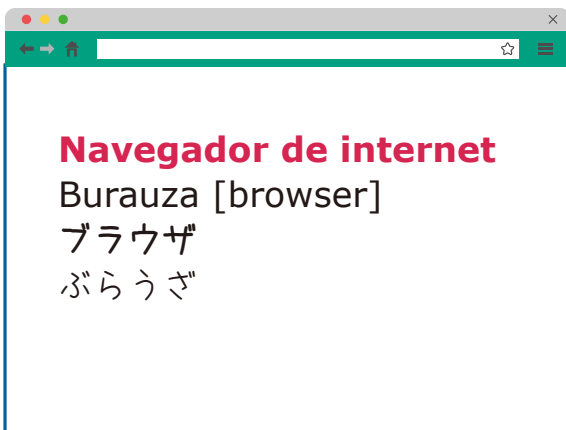 Navegador de internet
Burauza [browser]
ブラウザ
ぶらうざ